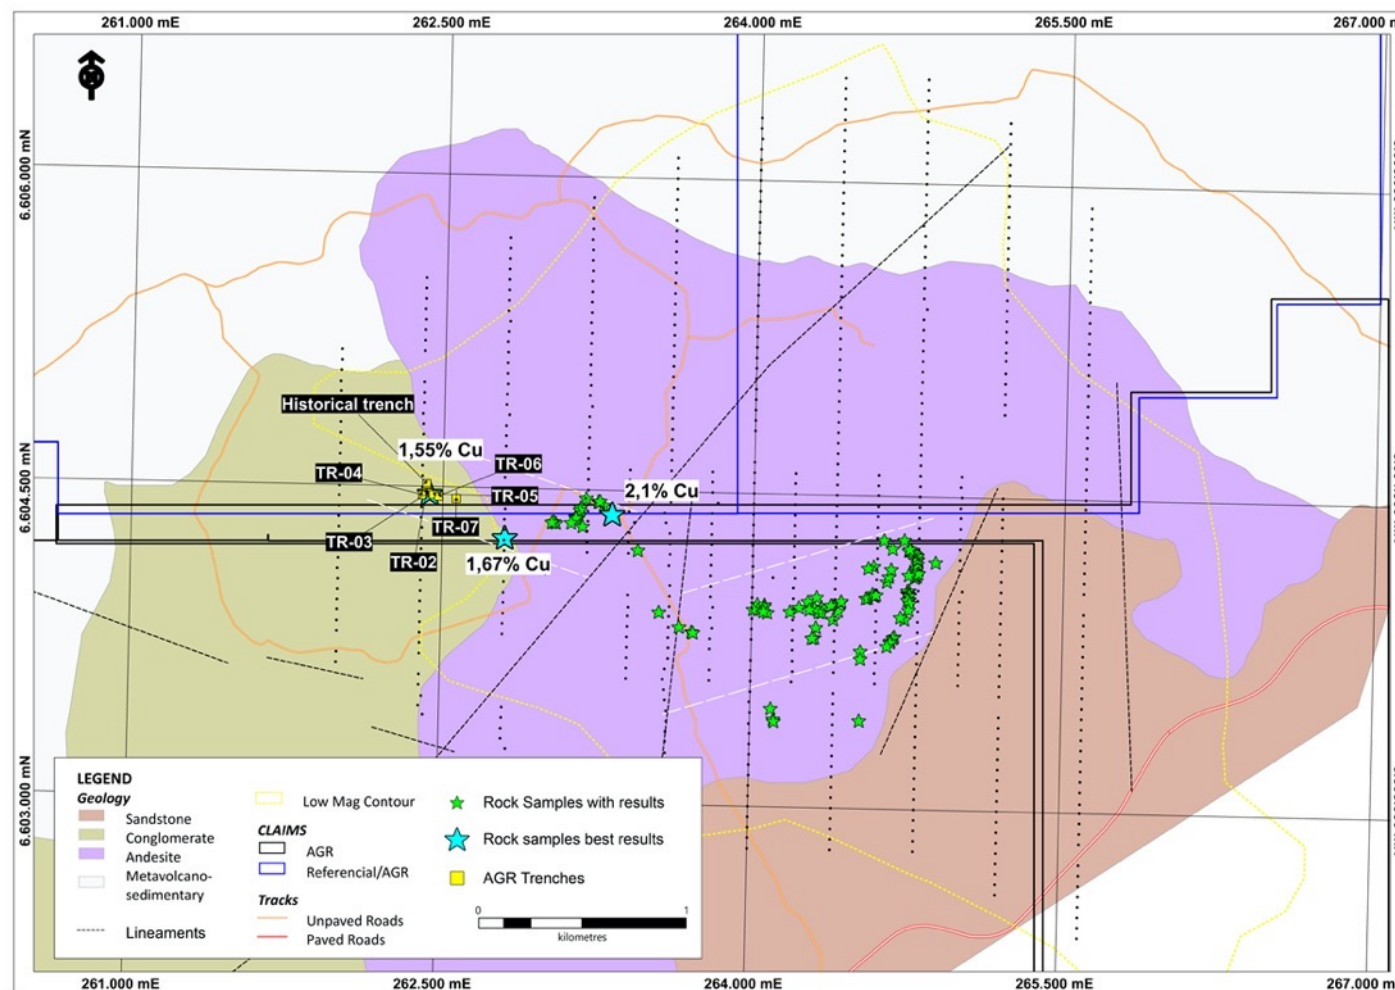 261.000 mE
262.500 mE
264.000 mE
265.500 mE
267.000 m
6.606.000 mN
6.604.500 mN
6.603.000 mN
Historical trench
1,55% Cu
TR-04
TR-06
TR-05
2,1% Cu
TR-07
TR-03
TR-02
1,67% Cu
LEGEND
Geology
Sandstone
Conglomerate
Andesite
Metavolcano-
sedimentary
Lineaments
Low Mag Contour
CLAIMS
AGR
Referencial/AGR
Tracks
Unpaved Roads
Paved Roads
Rock Samples with results
Rock samples best results
AGR Trenches
0
1
kilometres
261.000 mE
262.500 mE
264.000 mE
265.500 mE
267.000 m